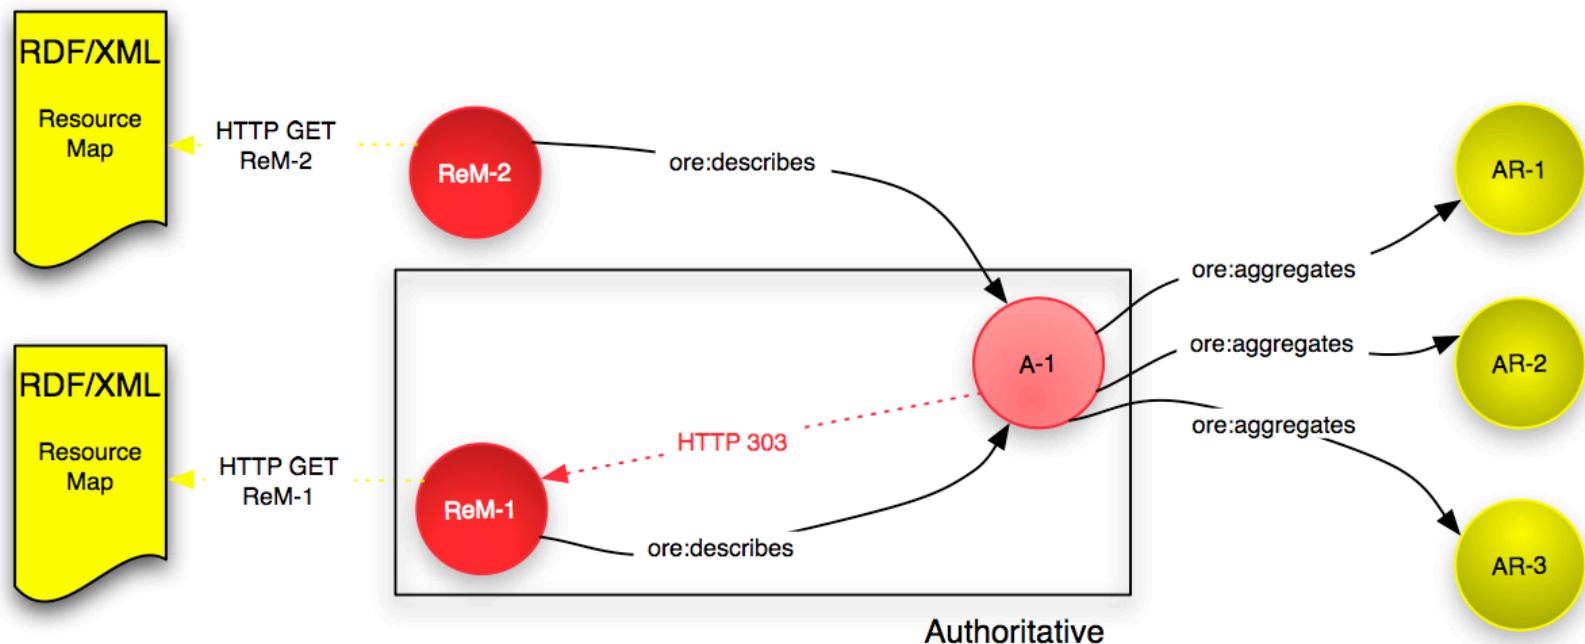 RDF/XML
Resource
Map
HTTP GET
ReM-2
ReM-2
ore:describes
AR-1
ore:aggregates
A-1
ore:aggregates
AR-2
RDF/XML
Resource
Map
HTTP GET
ReM-1
HTTP 303
ReM-1
ore:describes
ore:aggregates
AR-3
Authoritative